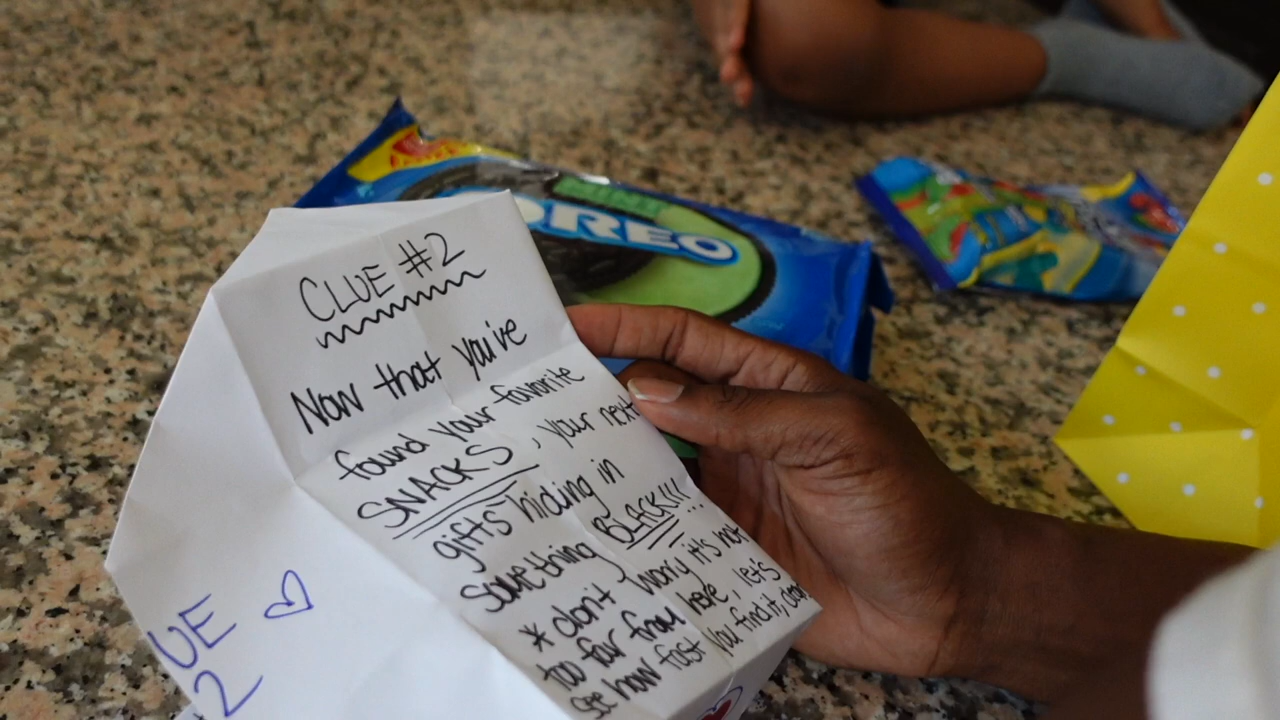 CLUE #2
Now that you've
found your favorite
SNACKS, your next
gifts hiding in
something BLACK!!!
* don't worry it's not
too far from here, let's
see how fast you find it,
UE
2
OREO